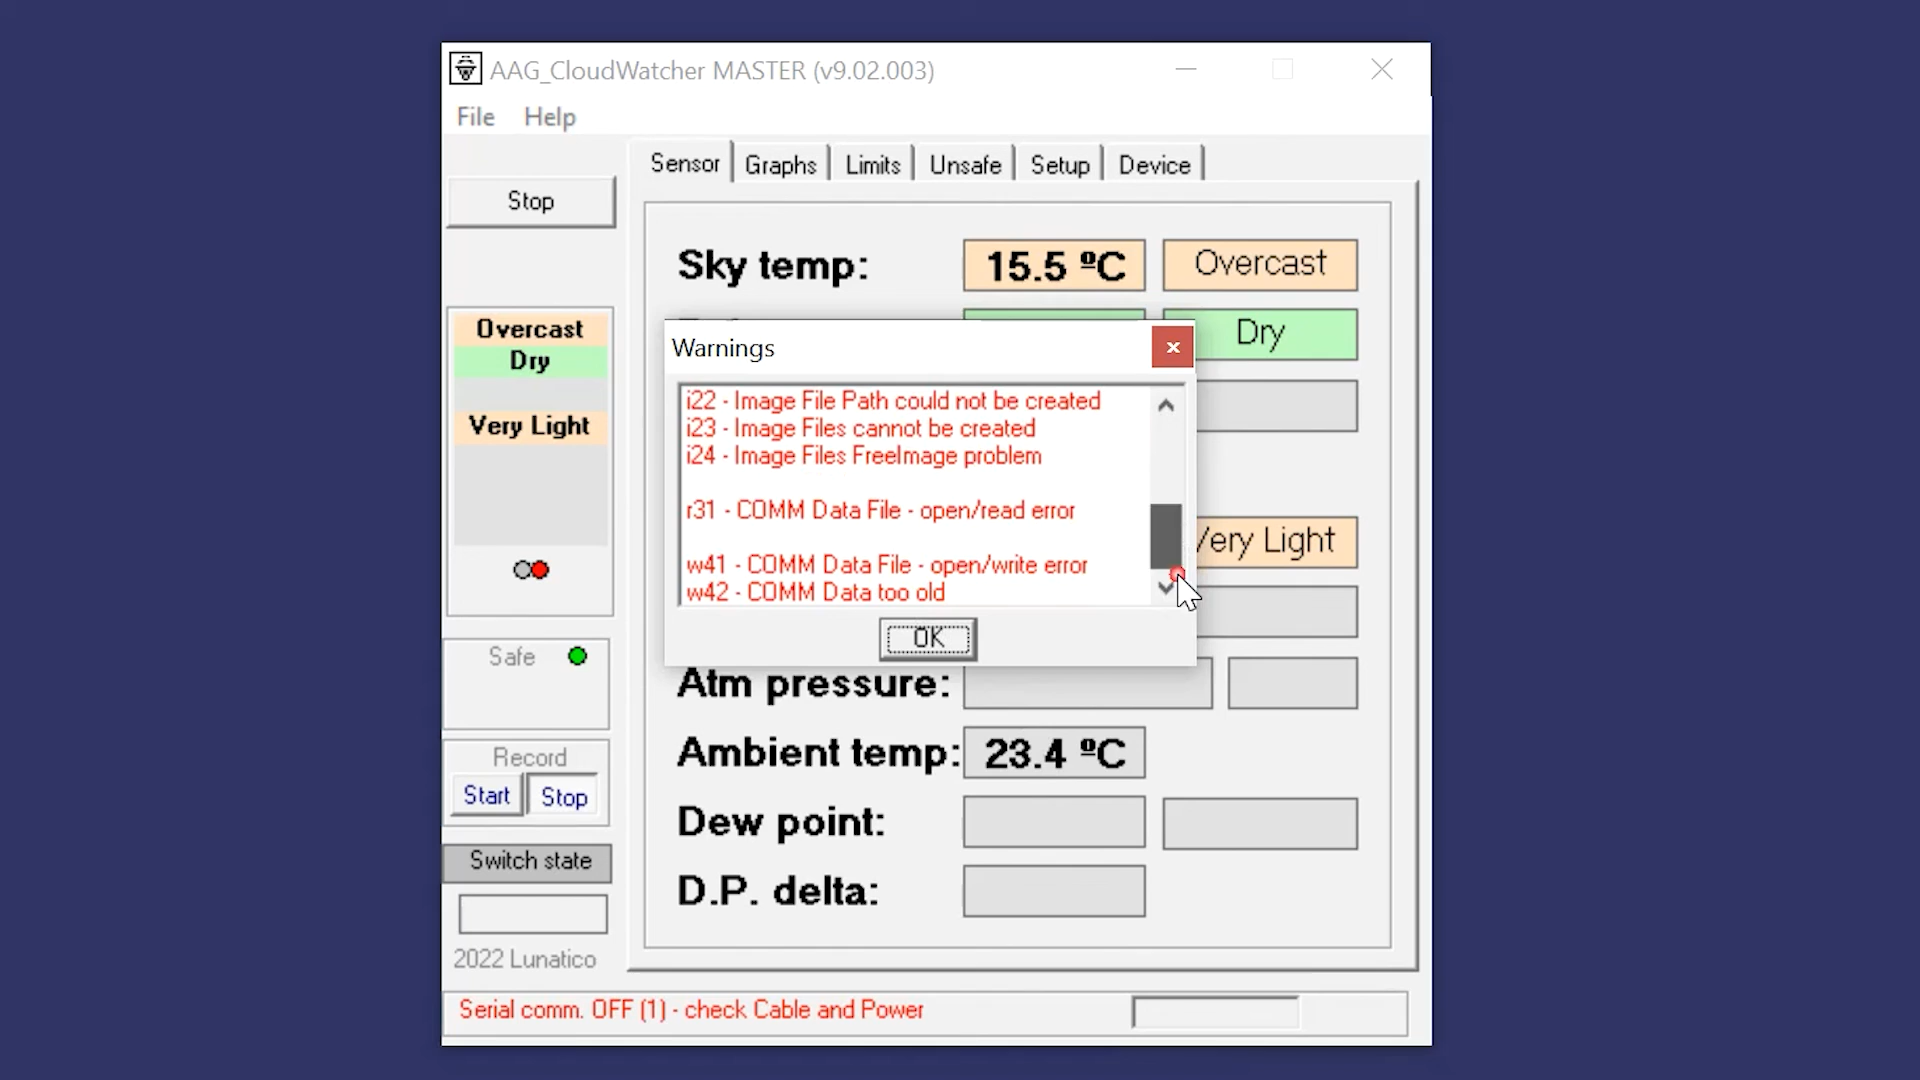 AAG_CloudWatcher MASTER (v9.02.003)
File Help
Sensor Graphs Limits Unsafe Setup Device
Stop
Sky temp: 15.5 ºC Overcast
Overcast
Dry
Very Light
Dry
Warnings
i22 - Image File Path could not be created
i23 - Image Files cannot be created
i24 - Image Files FreeImage problem
r31 - COMM Data File - open/read error
w41 - COMM Data File - open/write error
w42 - COMM Data too old
OK
Very Light
Safe
Atm pressure:
Record
Start Stop
Ambient temp: 23.4 ºC
Dew point:
Switch state
D.P. delta:
2022 Lunatico
Serial comm. OFF (1) - check Cable and Power